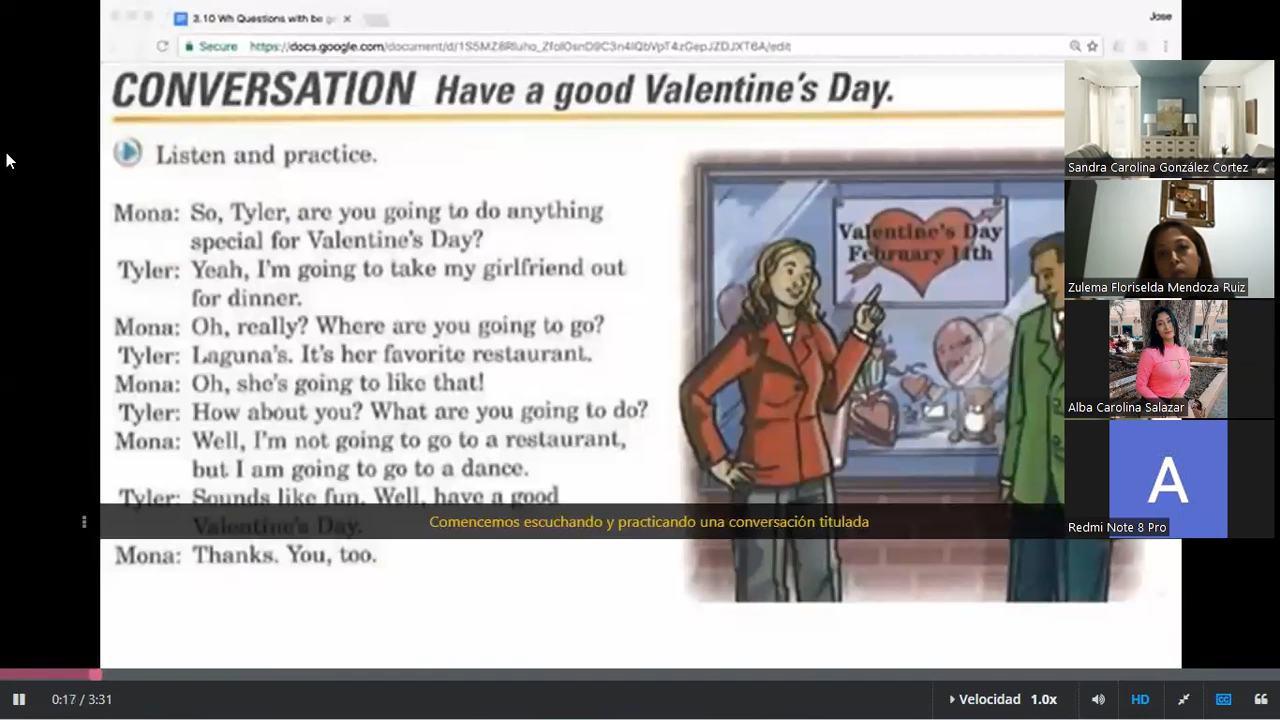 3.10 Wh Questions with be
Jose
Secure
https://docs.google.com/document/d/
CONVERSATION Have a good Valentine's Day.
Listen and practice.
Mona: So, Tyler, are you going to do anything
special for Valentine's Day?
Tyler: Yeah, I'm going to take my girlfriend out
for dinner.
Mona: Oh, really? Where are you going to go?
Tyler: Laguna's. It's her favorite restaurant.
Mona: Oh, she's going to like that!
Tyler: How about you? What are you going to do?
Mona: Well, I'm not going to go to a restaurant,
but I am going to go to a dance.
Tyler: Sounds like fun. Well, have a good
Valentine's Day.
Mona: Thanks. You, too.
Valentine's Day
February 14th
Comencemos escuchando y practicando una conversación titulada
Sandra Carolina González Cortez
Zulema Floriselda Mendoza Ruiz
Alba Carolina Salazar
A
Redmi Note 8 Pro
0:17 / 3:31
Velocidad 1.0x
HD
CC